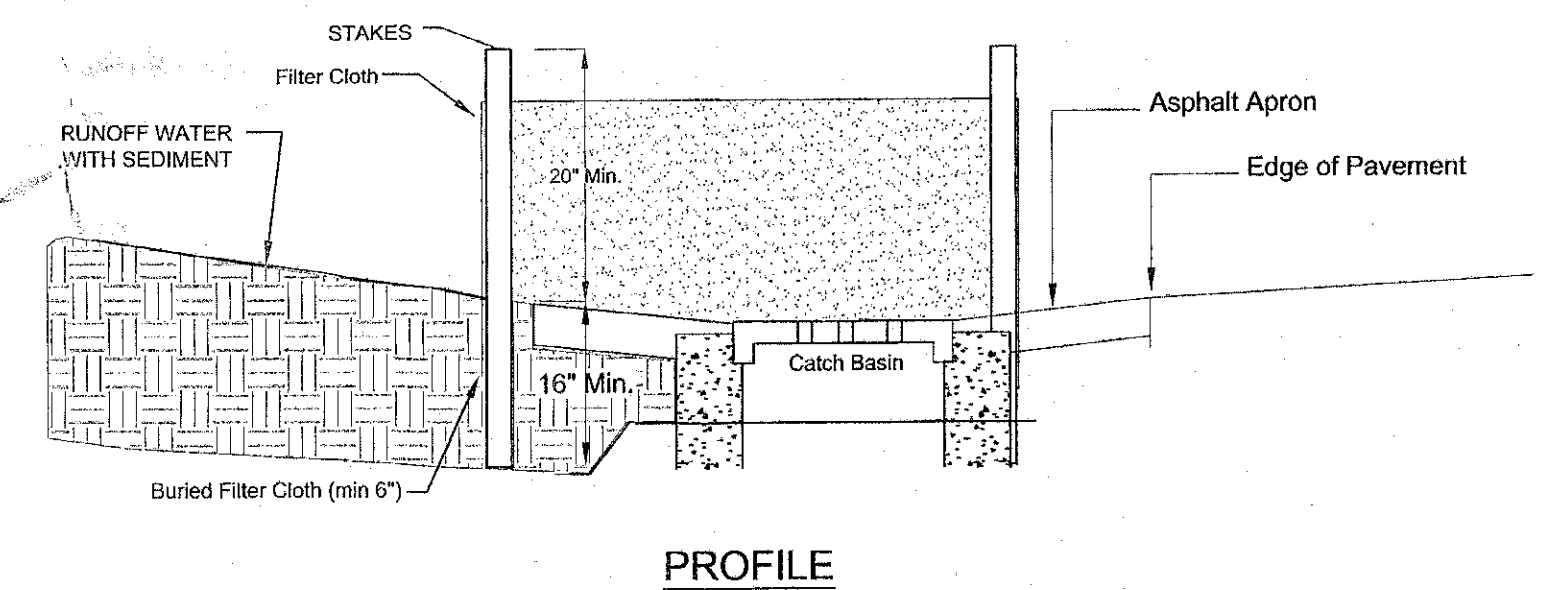 STAKES
Filter Cloth
RUNOFF WATER
WITH SEDIMENT
20" Min.
Asphalt Apron
Edge of Pavement
Catch Basin
16" Min.
Buried Filter Cloth (min 6")
PROFILE